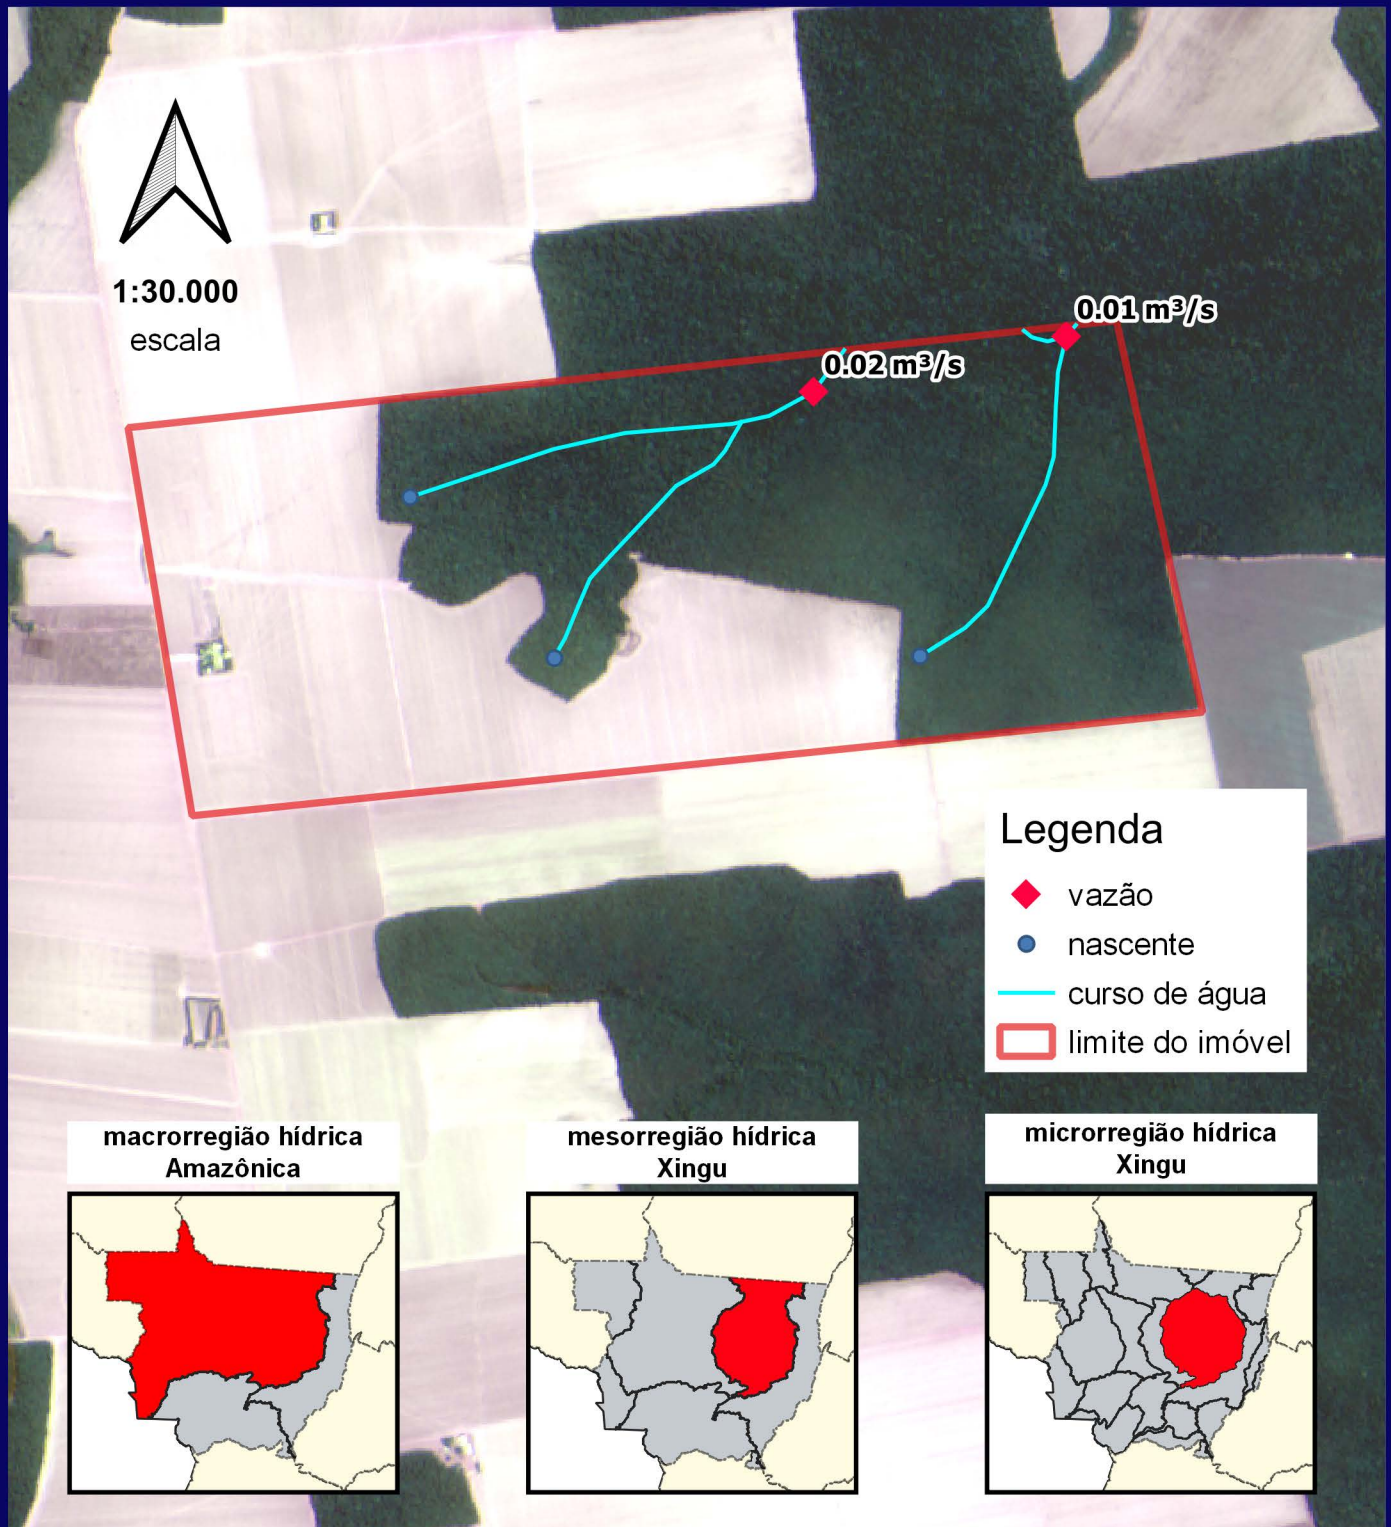 1:30.000
escala
0.01 m³/s
0.02 m³/s
Legenda
vazão
nascente
curso de água
limite do imóvel
macrorregião hídrica
Amazônica
mesorregião hídrica
Xingu
microrregião hídrica
Xingu